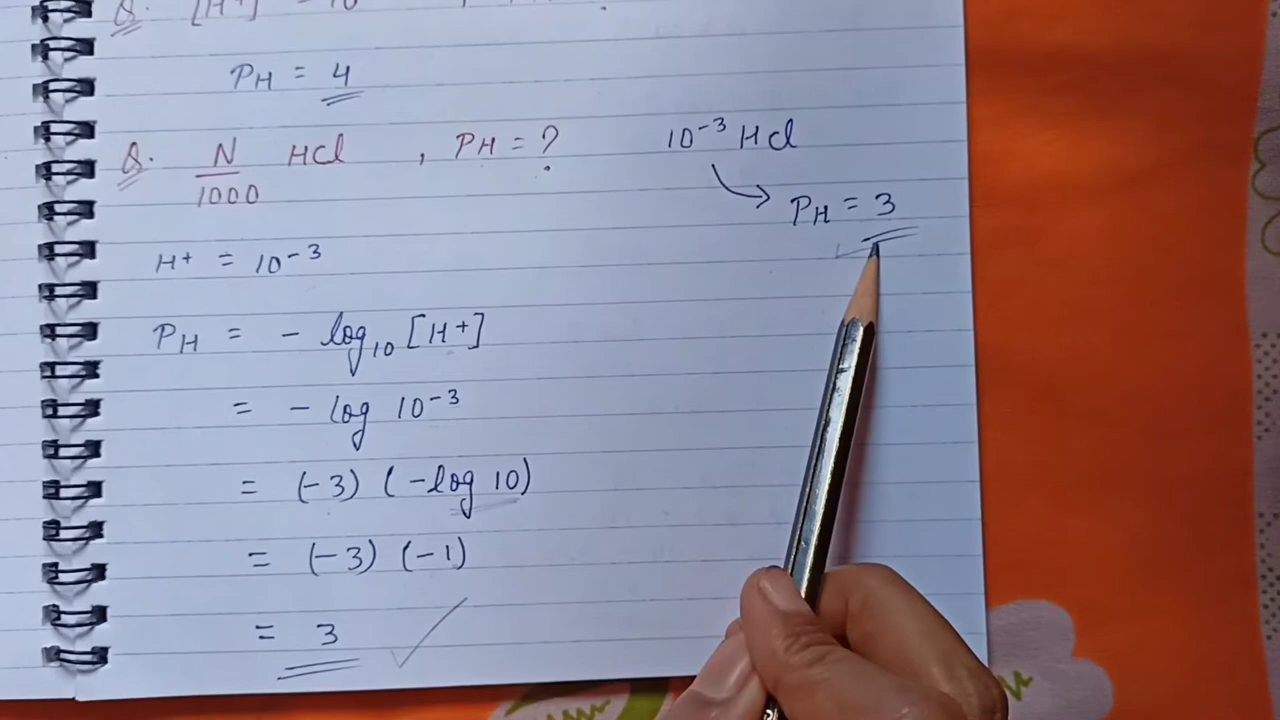 Q. [H+] = 10
PH = 4
Q. N/1000 HCl , PH = ?
H+ = 10⁻³
PH = - log₁₀ [H+]
= - log 10⁻³
= (-3) (-log 10)
= (-3) (-1)
= 3 ✓
10⁻³ HCl
↘ PH = 3